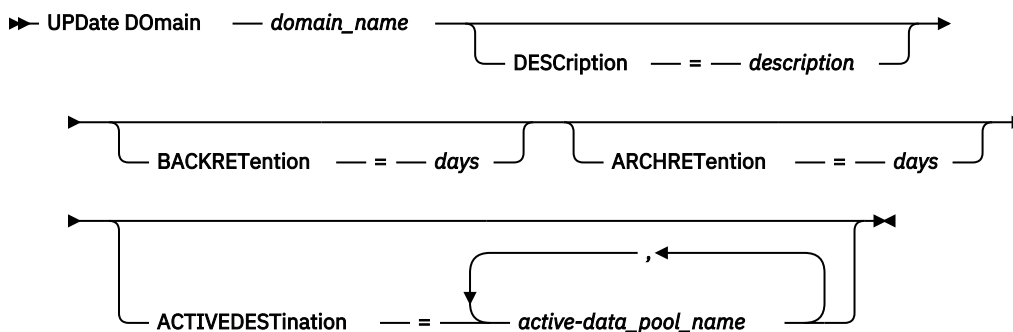 UPDate DOmain domain_name
DESCription = description
BACKRETention = days ARCHRETention = days
,
ACTIVEDESTination = active-data_pool_name